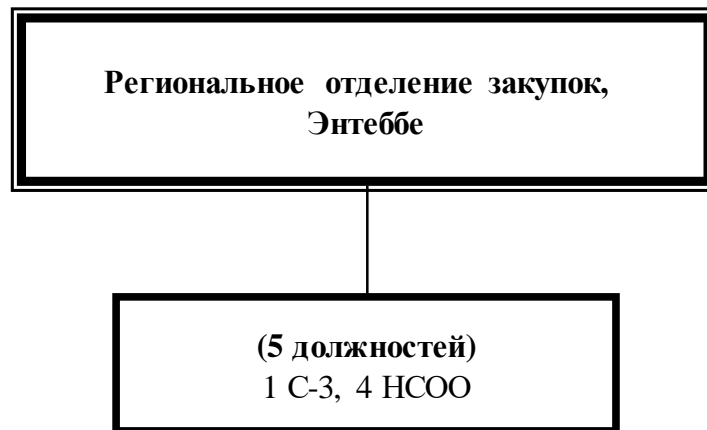 Региональное отделение закупок,
Энтеббе
(5 должностей)
1 С-3, 4 НСОО